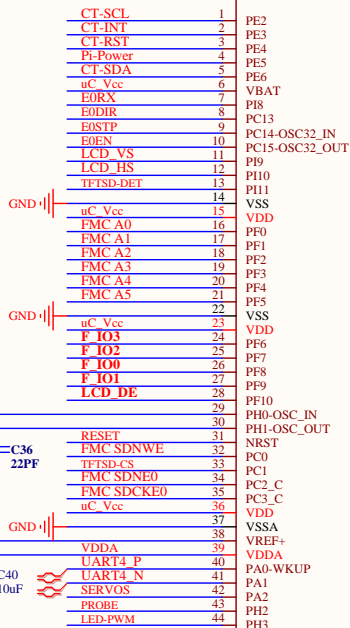 CT-SCL 1 PE2
CT-INT 2 PE3
CT-RST 3 PE4
Pi-Power 4 PE5
CT-SDA 5 PE6
uC_Vcc 6 VBAT
E0RX 7 PI8
E0DIR 8 PC13
E0STP 9 PC14-OSC32_IN
E0EN 10 PC15-OSC32_OUT
LCD_VS 11 PI9
LCD_HS 12 PI10
TFTSD-DET 13 PI11
GND 14 VSS
uC_Vcc 15 VDD
FMC A0 16 PF0
FMC A1 17 PF1
FMC A2 18 PF2
FMC A3 19 PF3
FMC A4 20 PF4
FMC A5 21 PF5
GND 22 VSS
uC_Vcc 23 VDD
F_IO3 24 PF6
F_IO2 25 PF7
F_IO0 26 PF8
F_IO1 27 PF9
LCD_DE 28 PF10
29 PH0-OSC_IN
30 PH1-OSC_OUT
RESET 31 NRST
C36 FMC SDNWE 32 PC0
22PF TFTSD-CS 33 PC1
FMC SDNE0 34 PC2_C
FMC SDCKE0 35 PC3_C
uC_Vcc 36 VDD
GND 37 VSSA
38 VREF+
VDDA 39 VDDA
UART4_P 40 PA0-WKUP
C40 UART4_N 41 PA1
10uF SERVOS 42 PA2
PROBE 43 PH2
LED-PWM 44 PH3